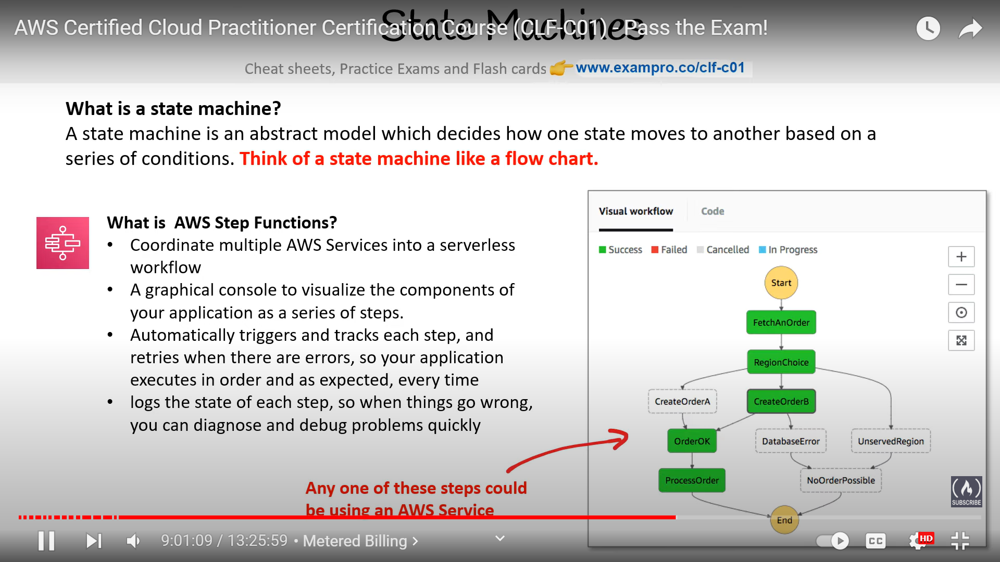 State Machines
AWS Certified Cloud Practitioner Certification Course (CLF-C01) - Pass the Exam!
Cheat sheets, Practice Exams and Flash cards 👉 www.exampro.co/clf-c01
What is a state machine?
A state machine is an abstract model which decides how one state moves to another based on a
series of conditions. Think of a state machine like a flow chart.
What is  AWS Step Functions?
• Coordinate multiple AWS Services into a serverless
workflow
• A graphical console to visualize the components of
your application as a series of steps.
• Automatically triggers and tracks each step, and
retries when there are errors, so your application
executes in order and as expected, every time
• logs the state of each step, so when things go wrong,
you can diagnose and debug problems quickly
Any one of these steps could
be using an AWS Service
Visual workflow
Code
Success Failed Cancelled In Progress
Start
FetchAnOrder
RegionChoice
CreateOrderA
CreateOrderB
OrderOK
DatabaseError
UnservedRegion
ProcessOrder
NoOrderPossible
End
SUBSCRIBE
9:01:09 / 13:25:59 • Metered Billing
CC
HD